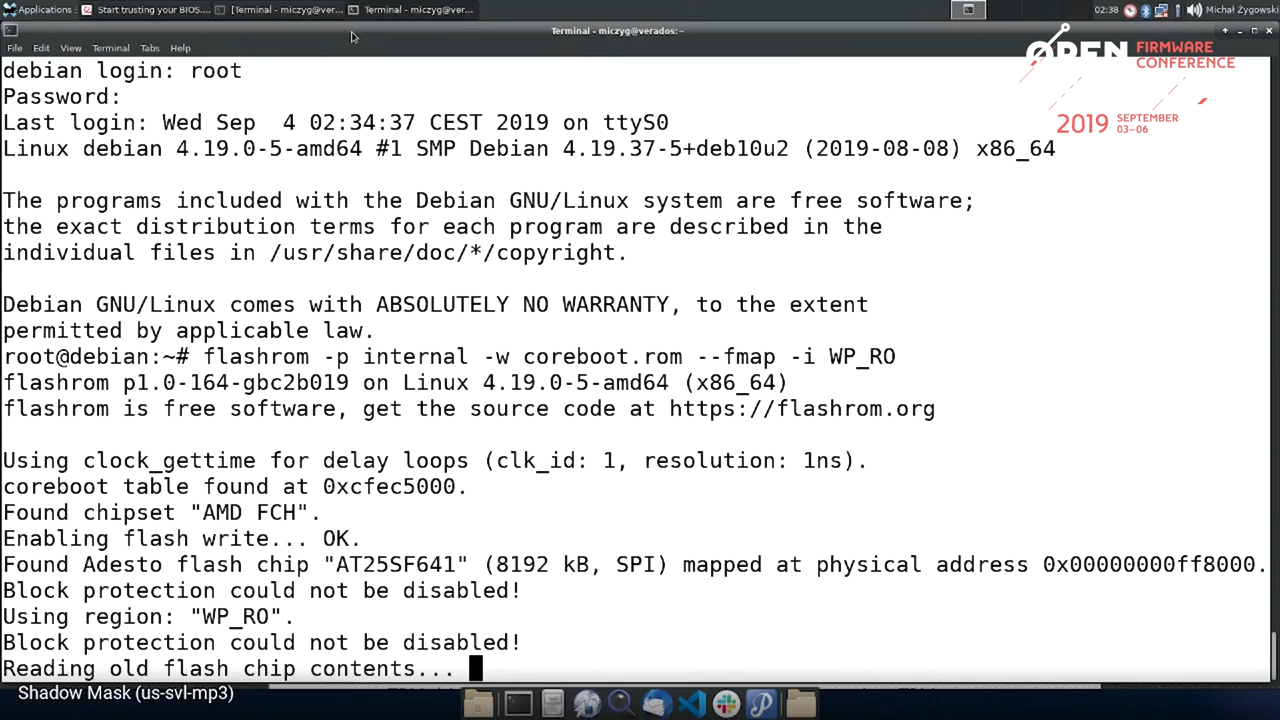 Applications
Start trusting your BIOS....
[Terminal - miczyg@ver...
Terminal - miczyg@ver...
02:38
Michał Żygowski
Terminal - miczyg@verados:~
File Edit View Terminal Tabs Help
OPEN FIRMWARE CONFERENCE
2019 SEPTEMBER 03–06
debian login: root
Password:
Last login: Wed Sep  4 02:34:37 CEST 2019 on ttyS0
Linux debian 4.19.0-5-amd64 #1 SMP Debian 4.19.37-5+deb10u2 (2019-08-08) x86_64
The programs included with the Debian GNU/Linux system are free software;
the exact distribution terms for each program are described in the
individual files in /usr/share/doc/*/copyright.
Debian GNU/Linux comes with ABSOLUTELY NO WARRANTY, to the extent
permitted by applicable law.
root@debian:~# flashrom -p internal -w coreboot.rom --fmap -i WP_RO
flashrom p1.0-164-gbc2b019 on Linux 4.19.0-5-amd64 (x86_64)
flashrom is free software, get the source code at https://flashrom.org
Using clock_gettime for delay loops (clk_id: 1, resolution: 1ns).
coreboot table found at 0xcfec5000.
Found chipset "AMD FCH".
Enabling flash write... OK.
Found Adesto flash chip "AT25SF641" (8192 kB, SPI) mapped at physical address 0x00000000ff8000.
Block protection could not be disabled!
Using region: "WP_RO".
Block protection could not be disabled!
Reading old flash chip contents...
Shadow Mask (us-svl-mp3)